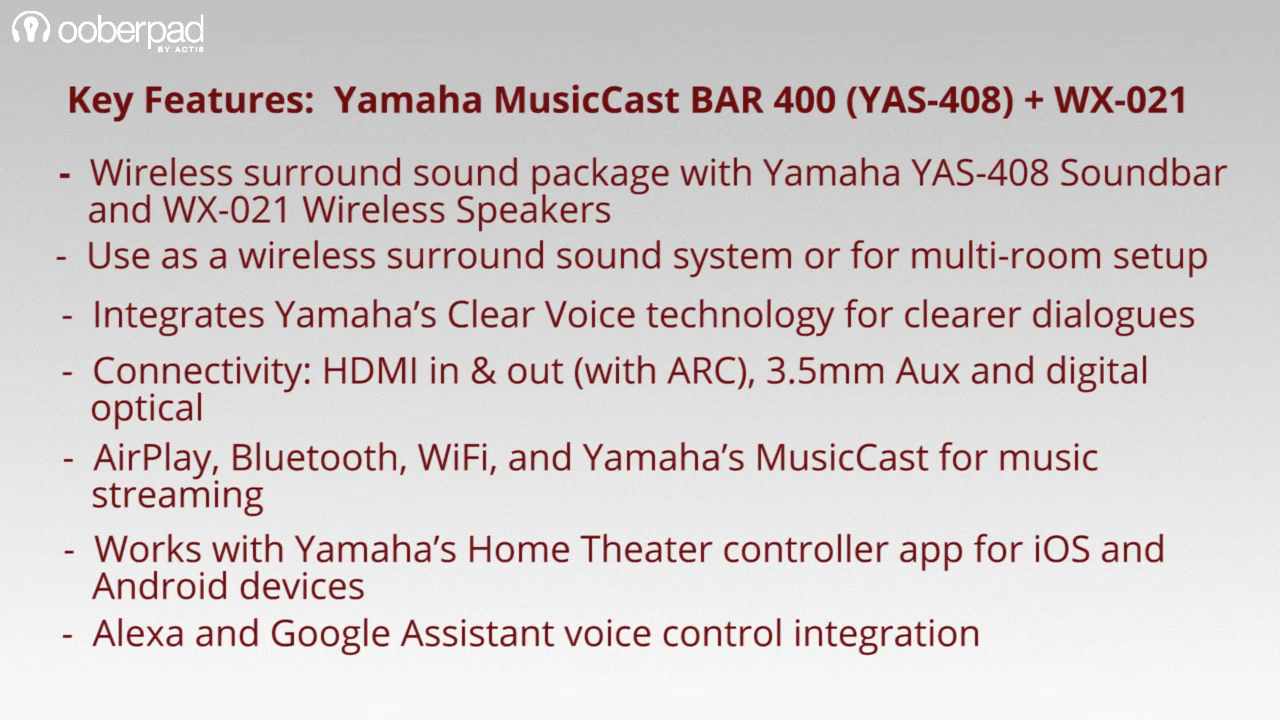 ooberpad
BY ACTIS
Key Features:  Yamaha MusicCast BAR 400 (YAS-408) + WX-021
- Wireless surround sound package with Yamaha YAS-408 Soundbar
and WX-021 Wireless Speakers
- Use as a wireless surround sound system or for multi-room setup
- Integrates Yamaha’s Clear Voice technology for clearer dialogues
- Connectivity: HDMI in & out (with ARC), 3.5mm Aux and digital
optical
- AirPlay, Bluetooth, WiFi, and Yamaha’s MusicCast for music
streaming
- Works with Yamaha’s Home Theater controller app for iOS and
Android devices
- Alexa and Google Assistant voice control integration